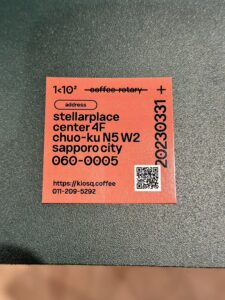 1<10²
coffee rotary
+
address
stellarplace
center 4F
chuo-ku N5 W2
sapporo city
060-0005
20230331
https://kiosq.coffee
011-209-5292